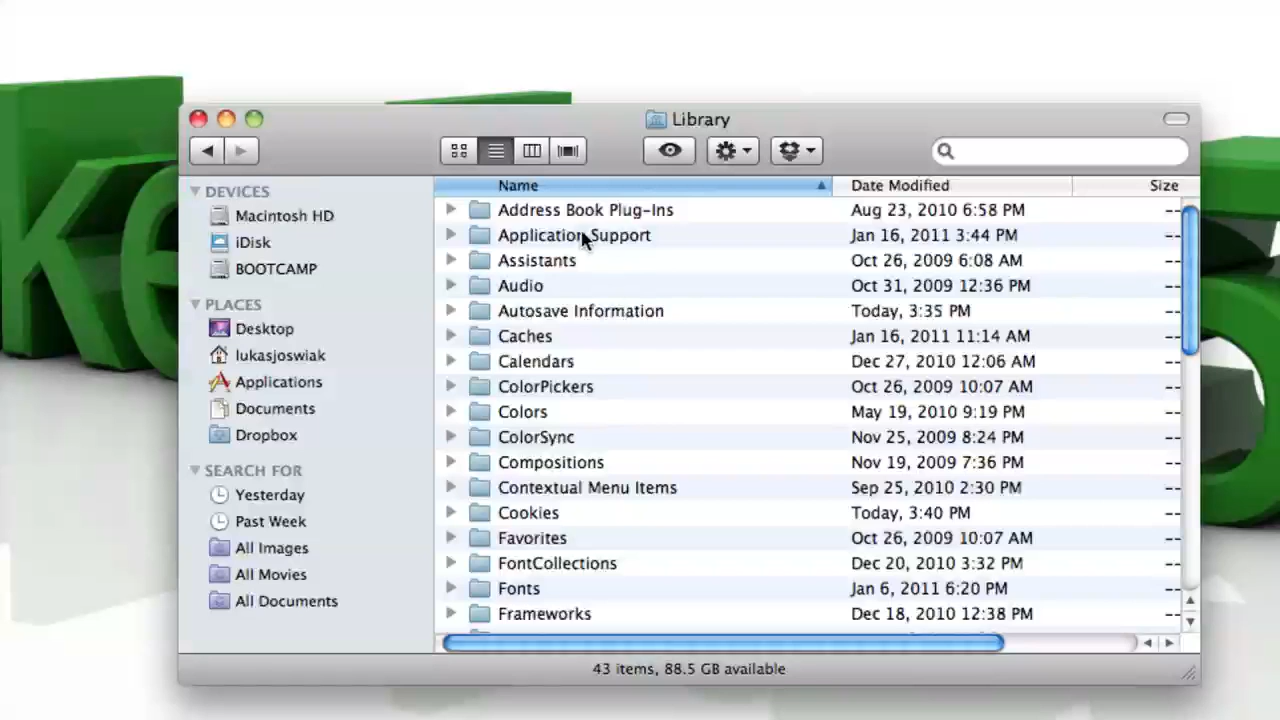 Library
DEVICES
Macintosh HD
iDisk
BOOTCAMP
PLACES
Desktop
lukasjoswiak
Applications
Documents
Dropbox
SEARCH FOR
Yesterday
Past Week
All Images
All Movies
All Documents
Name Date Modified Size
Address Book Plug-Ins Aug 23, 2010 6:58 PM --
Application Support Jan 16, 2011 3:44 PM --
Assistants Oct 26, 2009 6:08 AM --
Audio Oct 31, 2009 12:36 PM --
Autosave Information Today, 3:35 PM --
Caches Jan 16, 2011 11:14 AM --
Calendars Dec 27, 2010 12:06 AM --
ColorPickers Oct 26, 2009 10:07 AM --
Colors May 19, 2010 9:19 PM --
ColorSync Nov 25, 2009 8:24 PM --
Compositions Nov 19, 2009 7:36 PM --
Contextual Menu Items Sep 25, 2010 2:30 PM --
Cookies Today, 3:40 PM --
Favorites Oct 26, 2009 10:07 AM --
FontCollections Dec 20, 2010 3:32 PM --
Fonts Jan 6, 2011 6:20 PM --
Frameworks Dec 18, 2010 12:38 PM --
43 items, 88.5 GB available